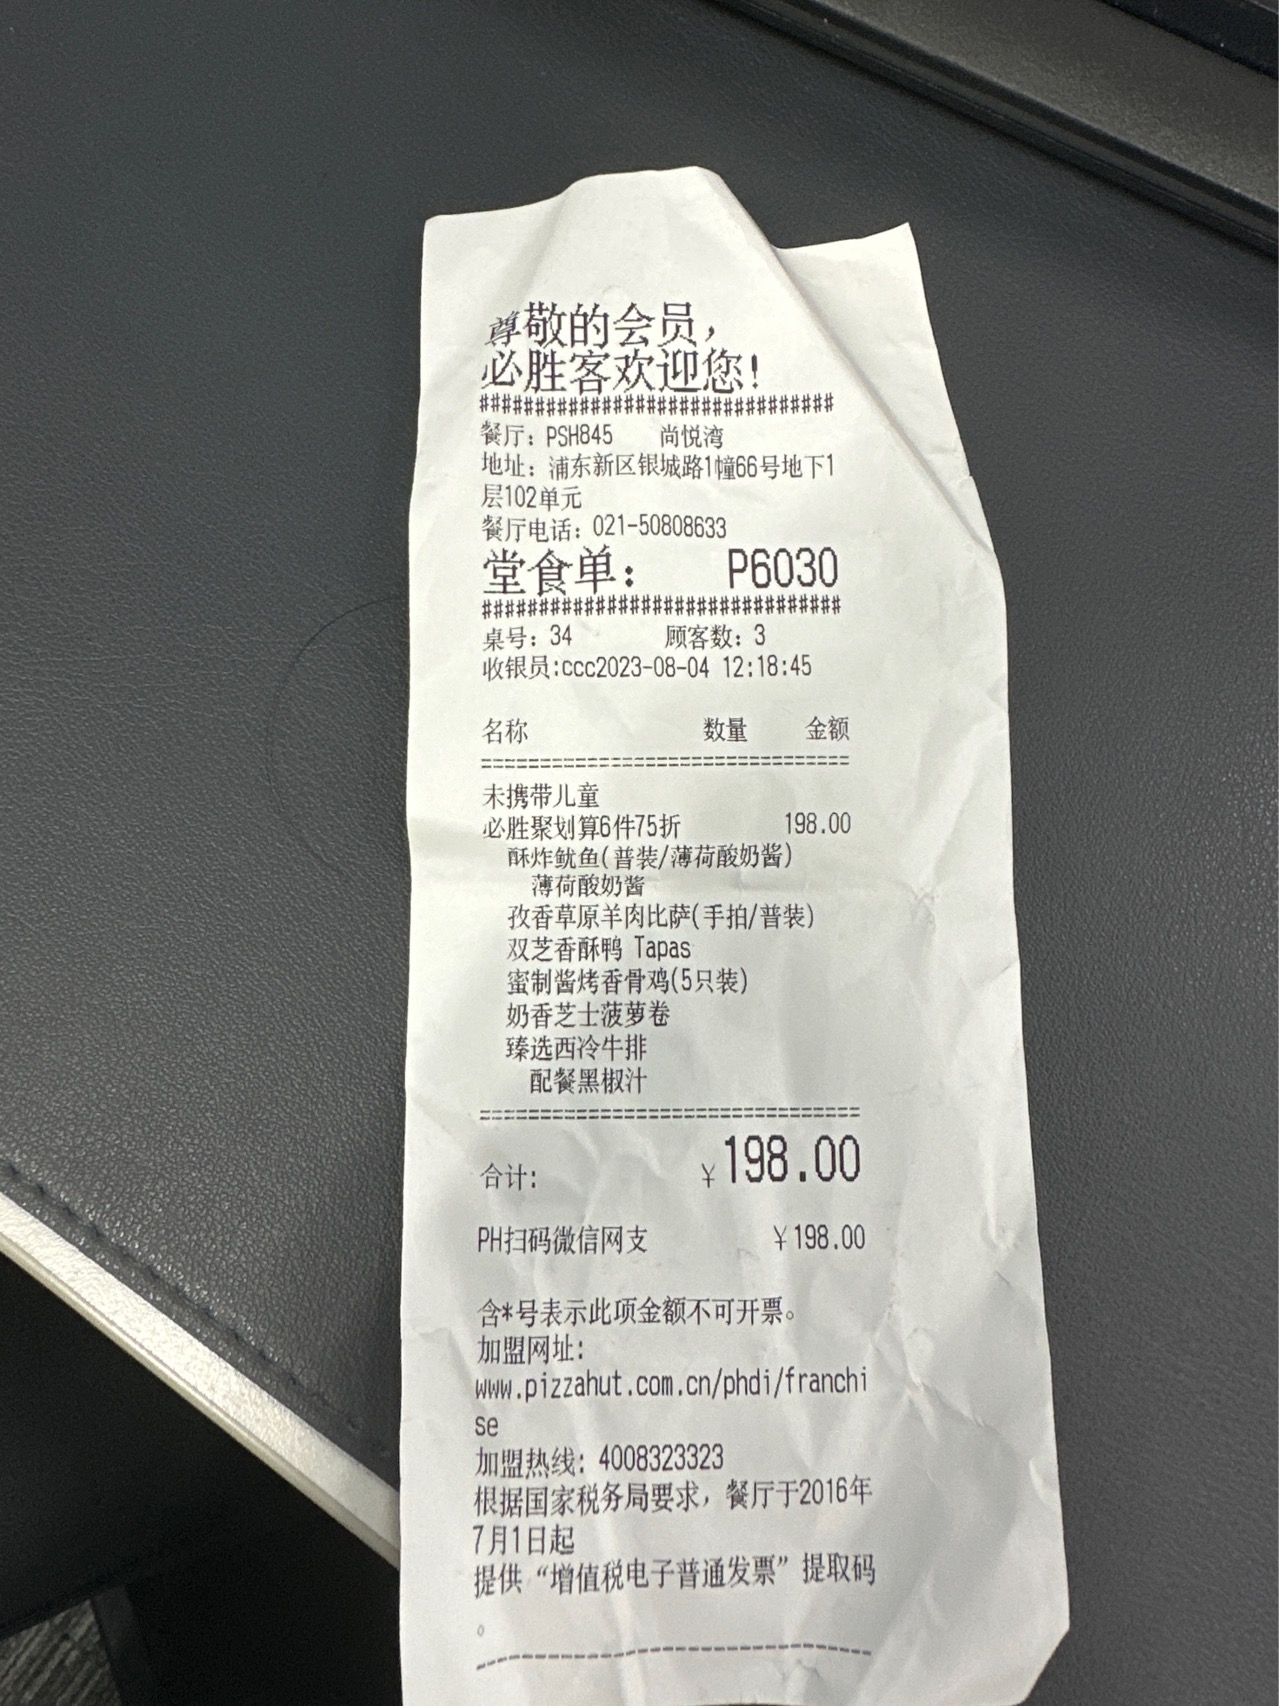 尊敬的会员，
必胜客欢迎您!
###############################
餐厅: PSH845 尚悦湾
地址: 浦东新区银城路1幢66号地下1
层102单元
餐厅电话: 021-50808633
堂食单: P6030
###############################
桌号: 34 顾客数: 3
收银员:ccc2023-08-04 12:18:45
名称 数量 金额
================================
未携带儿童
必胜聚划算6件75折 198.00
酥炸鱿鱼(普装/薄荷酸奶酱)
薄荷酸奶酱
孜香草原羊肉比萨(手拍/普装)
双芝香酥鸭 Tapas
蜜制酱烤香骨鸡(5只装)
奶香芝士菠萝卷
臻选西冷牛排
配餐黑椒汁
================================
合计: ￥198.00
PH扫码微信网支 ￥198.00
含*号表示此项金额不可开票。
加盟网址:
www.pizzahut.com.cn/phdi/franchi
se
加盟热线: 4008323323
根据国家税务局要求，餐厅于2016年
7月1日起
提供“增值税电子普通发票”提取码
。
--------------------------------